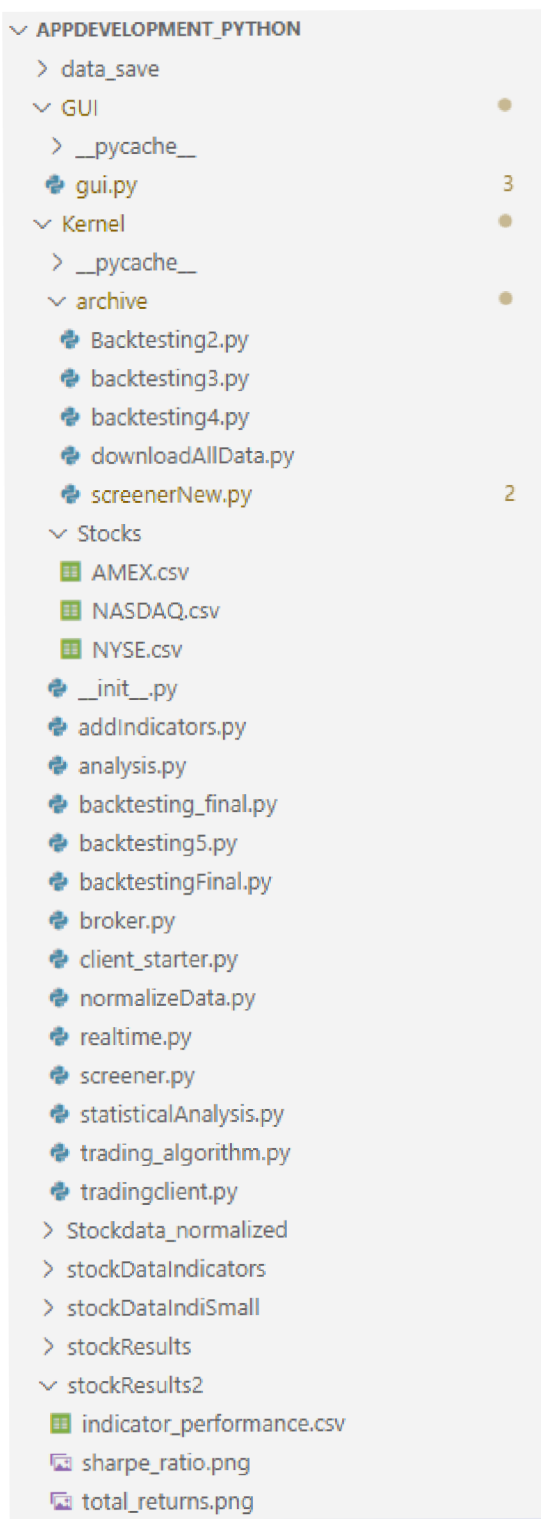 APPDEVELOPMENT_PYTHON
data_save
GUI
__pycache__
gui.py 3
Kernel
__pycache__
archive
Backtesting2.py
backtesting3.py
backtesting4.py
downloadAllData.py
screenerNew.py 2
Stocks
AMEX.csv
NASDAQ.csv
NYSE.csv
__init__.py
addIndicators.py
analysis.py
backtesting_final.py
backtesting5.py
backtestingFinal.py
broker.py
client_starter.py
normalizeData.py
realtime.py
screener.py
statisticalAnalysis.py
trading_algorithm.py
tradingclient.py
Stockdata_normalized
stockDataIndicators
stockDataIndiSmall
stockResults
stockResults2
indicator_performance.csv
sharpe_ratio.png
total_returns.png